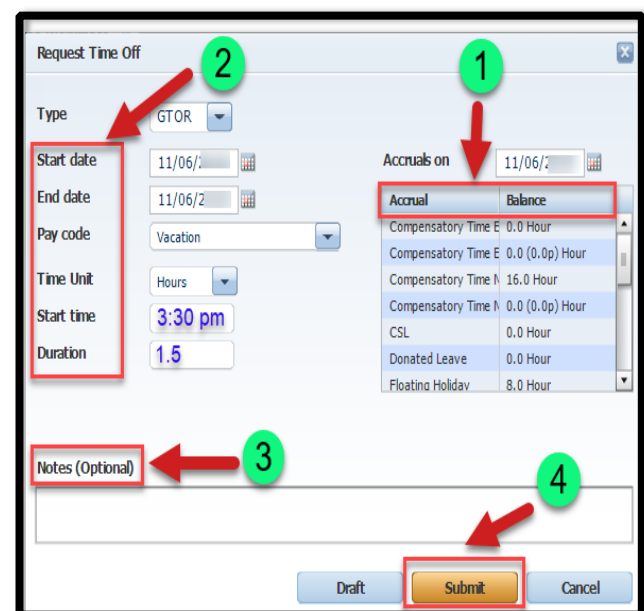 Request Time Off
2
1
Type GTOR
Start date 11/06/
End date 11/06/2
Pay code Vacation
Time Unit Hours
Start time 3:30 pm
Duration 1.5
Accruals on 11/06/2
Accrual Balance
Compensatory Time E 0.0 Hour
Compensatory Time E 0.0 (0.0p) Hour
Compensatory Time N 16.0 Hour
Compensatory Time N 0.0 (0.0p) Hour
CSL 0.0 Hour
Donated Leave 0.0 Hour
Floating Holiday 8.0 Hour
Notes (Optional)
3
4
Draft Submit Cancel